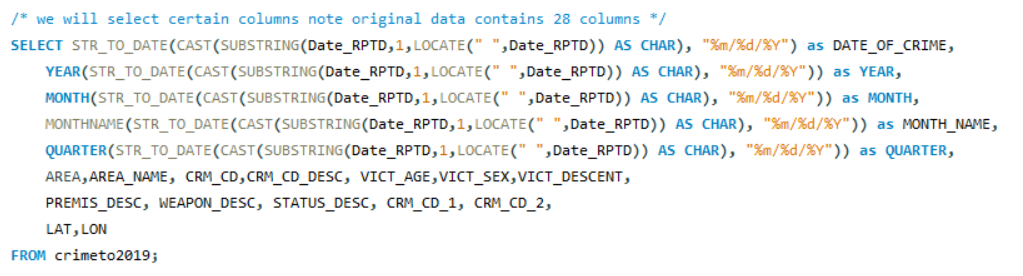 /* we will select certain columns note original data contains 28 columns */
SELECT STR_TO_DATE(CAST(SUBSTRING(Date_RPTD,1,LOCATE(" ",Date_RPTD)) AS CHAR), "%m/%d/%Y") as DATE_OF_CRIME,
YEAR(STR_TO_DATE(CAST(SUBSTRING(Date_RPTD,1,LOCATE(" ",Date_RPTD)) AS CHAR), "%m/%d/%Y")) as YEAR,
MONTH(STR_TO_DATE(CAST(SUBSTRING(Date_RPTD,1,LOCATE(" ",Date_RPTD)) AS CHAR), "%m/%d/%Y")) as MONTH,
MONTHNAME(STR_TO_DATE(CAST(SUBSTRING(Date_RPTD,1,LOCATE(" ",Date_RPTD)) AS CHAR), "%m/%d/%Y")) as MONTH_NAME,
QUARTER(STR_TO_DATE(CAST(SUBSTRING(Date_RPTD,1,LOCATE(" ",Date_RPTD)) AS CHAR), "%m/%d/%Y")) as QUARTER,
AREA,AREA_NAME, CRM_CD,CRM_CD_DESC, VICT_AGE,VICT_SEX,VICT_DESCENT,
PREMIS_DESC, WEAPON_DESC, STATUS_DESC, CRM_CD_1, CRM_CD_2,
LAT,LON
FROM crimeto2019;